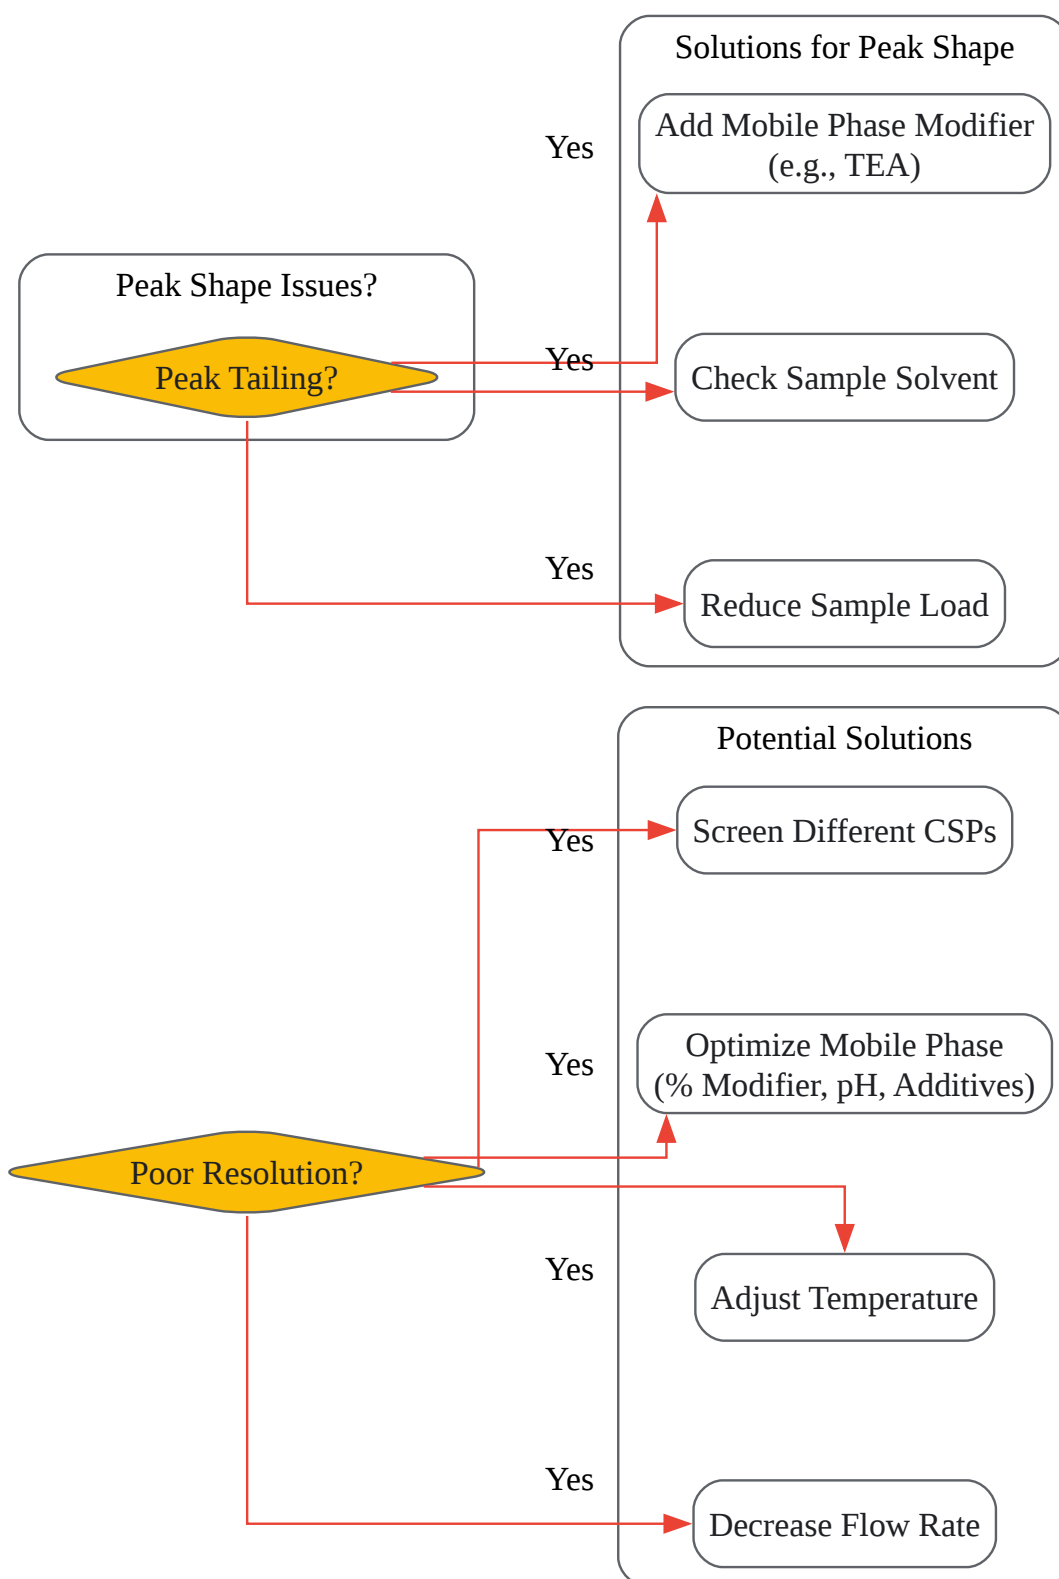 Solutions for Peak Shape
Yes
Add Mobile Phase Modifier
(e.g., TEA)
Peak Shape Issues?
Peak Tailing?
Yes
Check Sample Solvent
Yes
Reduce Sample Load
Potential Solutions
Yes
Screen Different CSPs
Yes
Optimize Mobile Phase
(% Modifier, pH, Additives)
Poor Resolution?
Yes
Adjust Temperature
Yes
Decrease Flow Rate